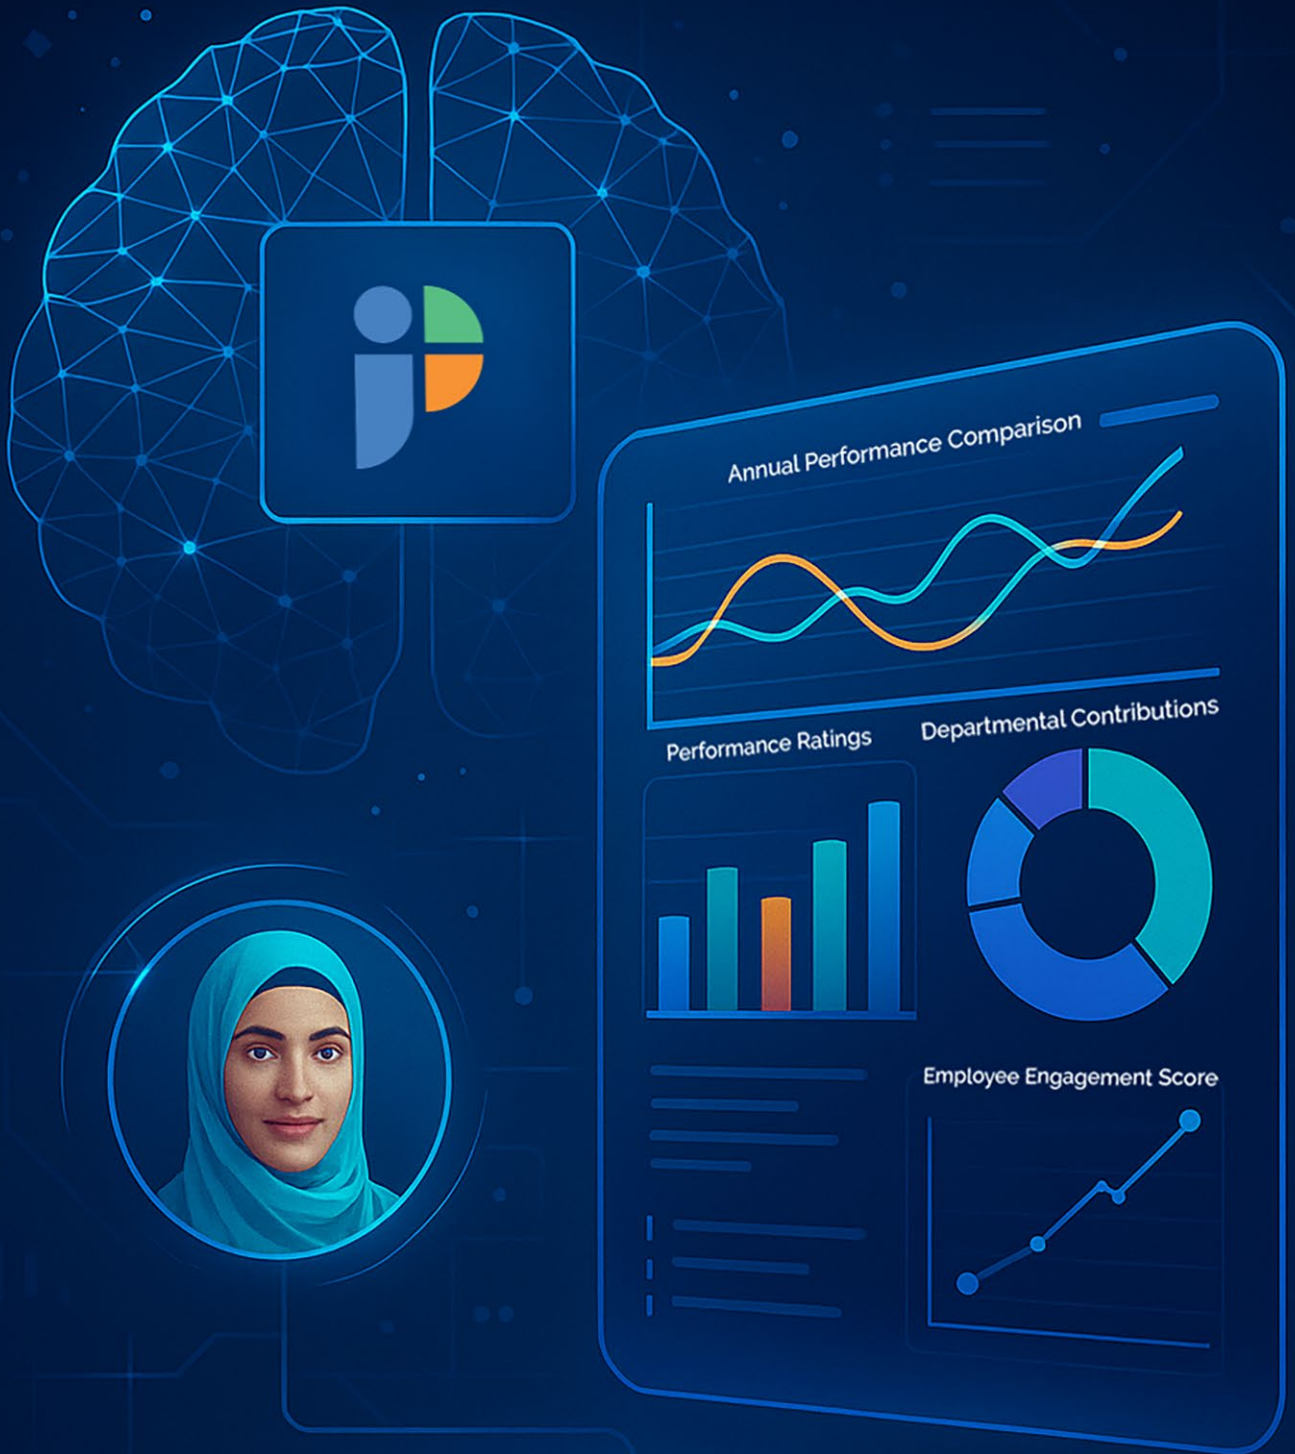 Annual Performance Comparison
Performance Ratings
Departmental Contributions
Employee Engagement Score